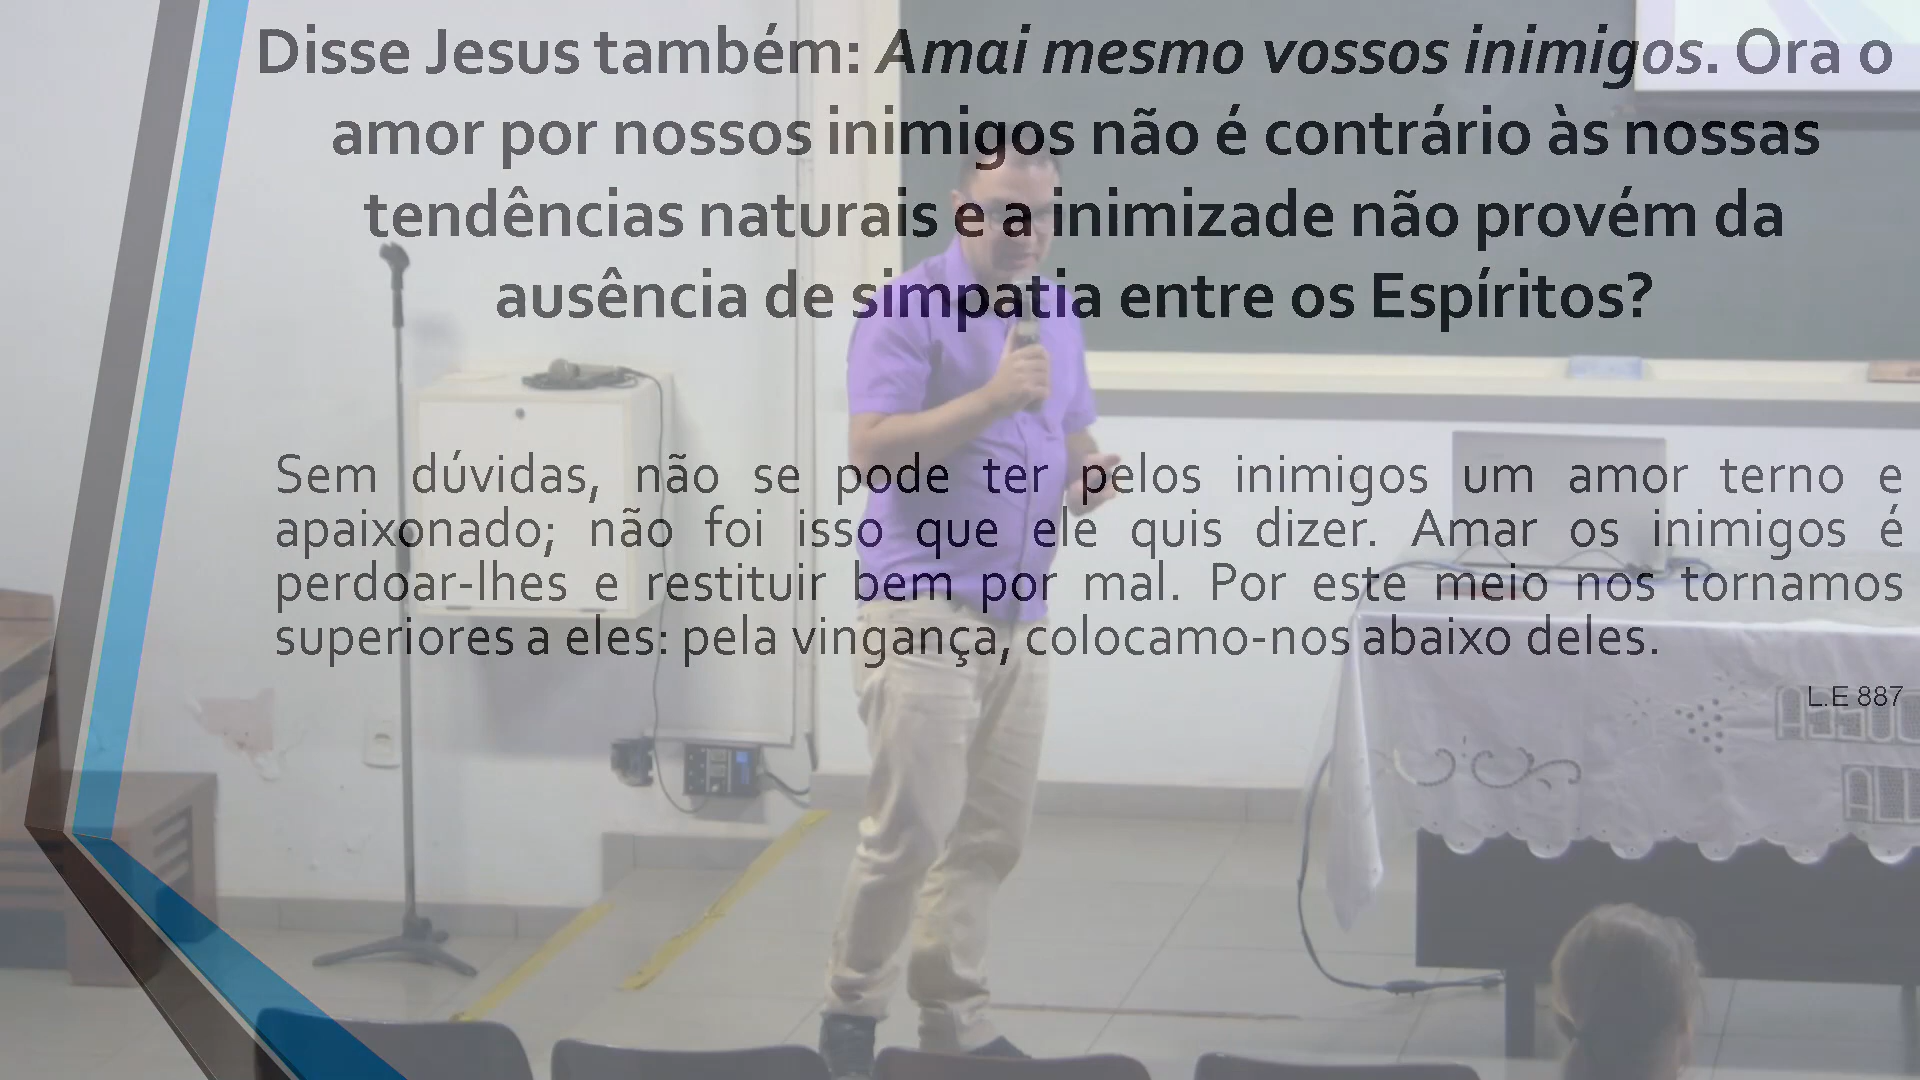 Disse Jesus também: Amai mesmo vossos inimigos. Ora o
amor por nossos inimigos não é contrário às nossas
tendências naturais e a inimizade não provém da
ausência de simpatia entre os Espíritos?
Sem dúvidas, não se pode ter pelos inimigos um amor terno e
apaixonado; não foi isso que ele quis dizer. Amar os inimigos é
perdoar-lhes e restituir bem por mal. Por este meio nos tornamos
superiores a eles: pela vingança, colocamo-nos abaixo deles.
L.E 887